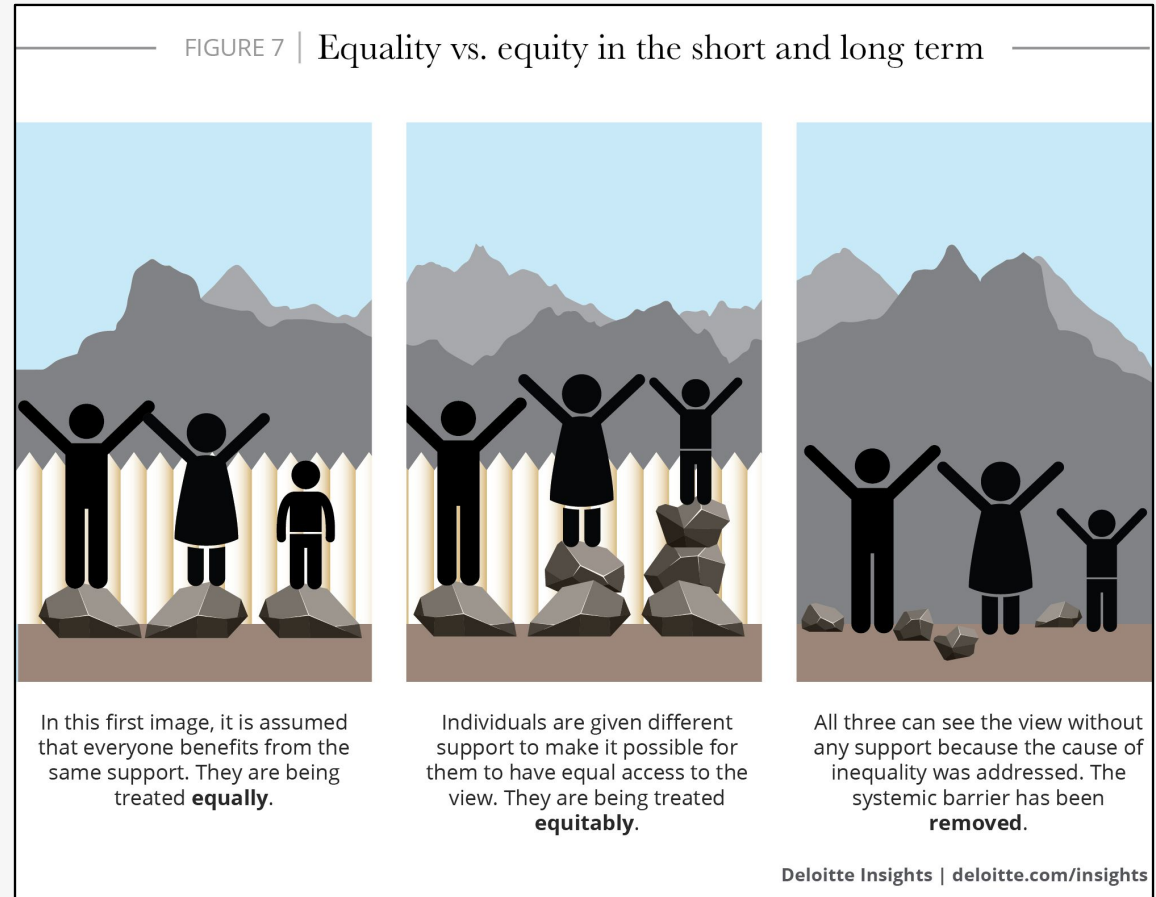 FIGURE 7 | Equality vs. equity in the short and long term
In this first image, it is assumed
that everyone benefits from the
same support. They are being
treated equally.
Individuals are given different
support to make it possible for
them to have equal access to the
view. They are being treated
equitably.
All three can see the view without
any support because the cause of
inequality was addressed. The
systemic barrier has been
removed.
Deloitte Insights | deloitte.com/insights